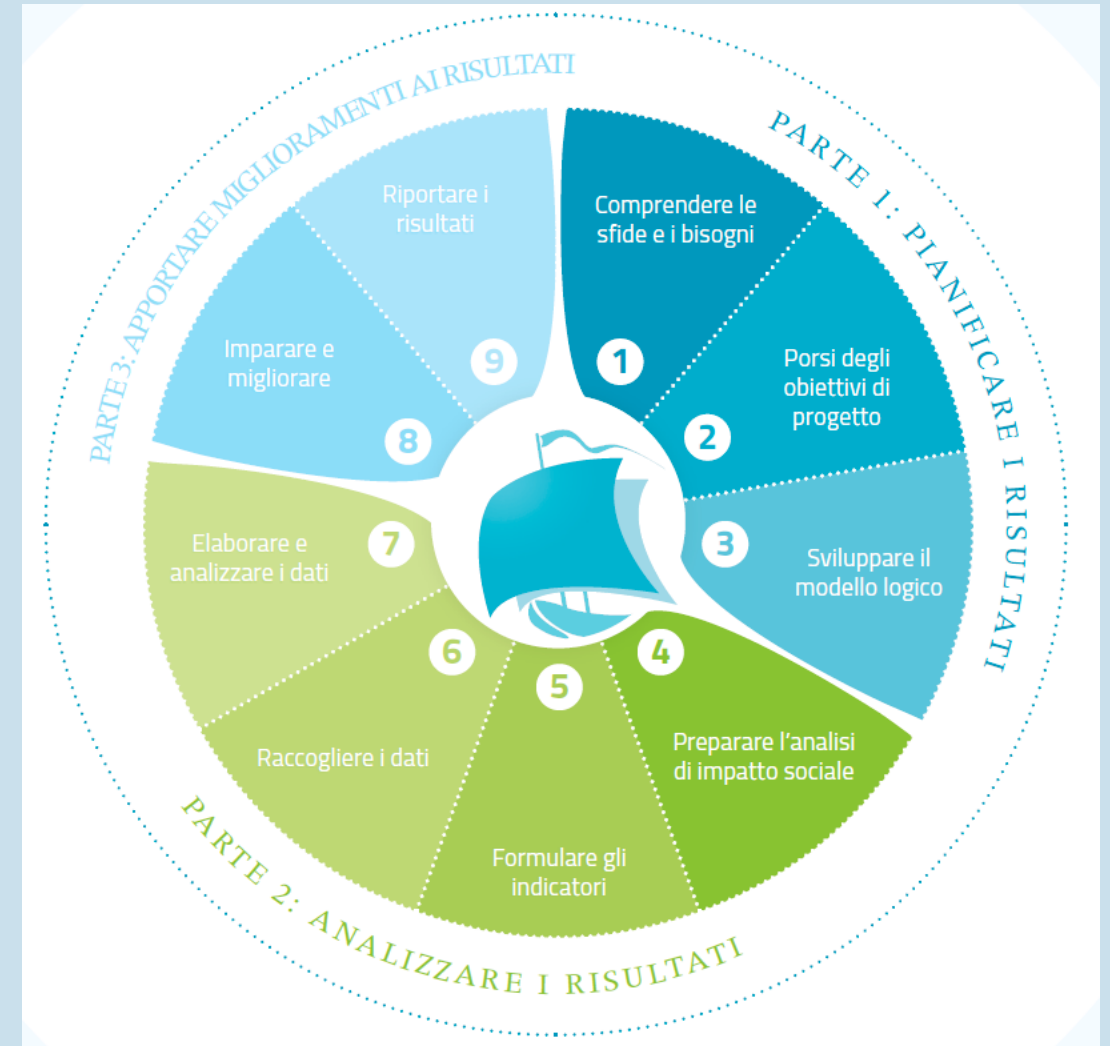 PARTE 1: PIANIFICARE I RISULTATI
Comprendere le
sfide e i bisogni
1
Porsi degli
obiettivi di
progetto
2
Sviluppare il
modello logico
3
PARTE 2: ANALIZZARE I RISULTATI
Preparare l'analisi
di impatto sociale
4
Formulare gli
indicatori
5
Raccogliere i dati
6
Elaborare e
analizzare i dati
7
PARTE 3: APPORTARE MIGLIORAMENTI AI RISULTATI
Imparare e
migliorare
8
Riportare i
risultati
9